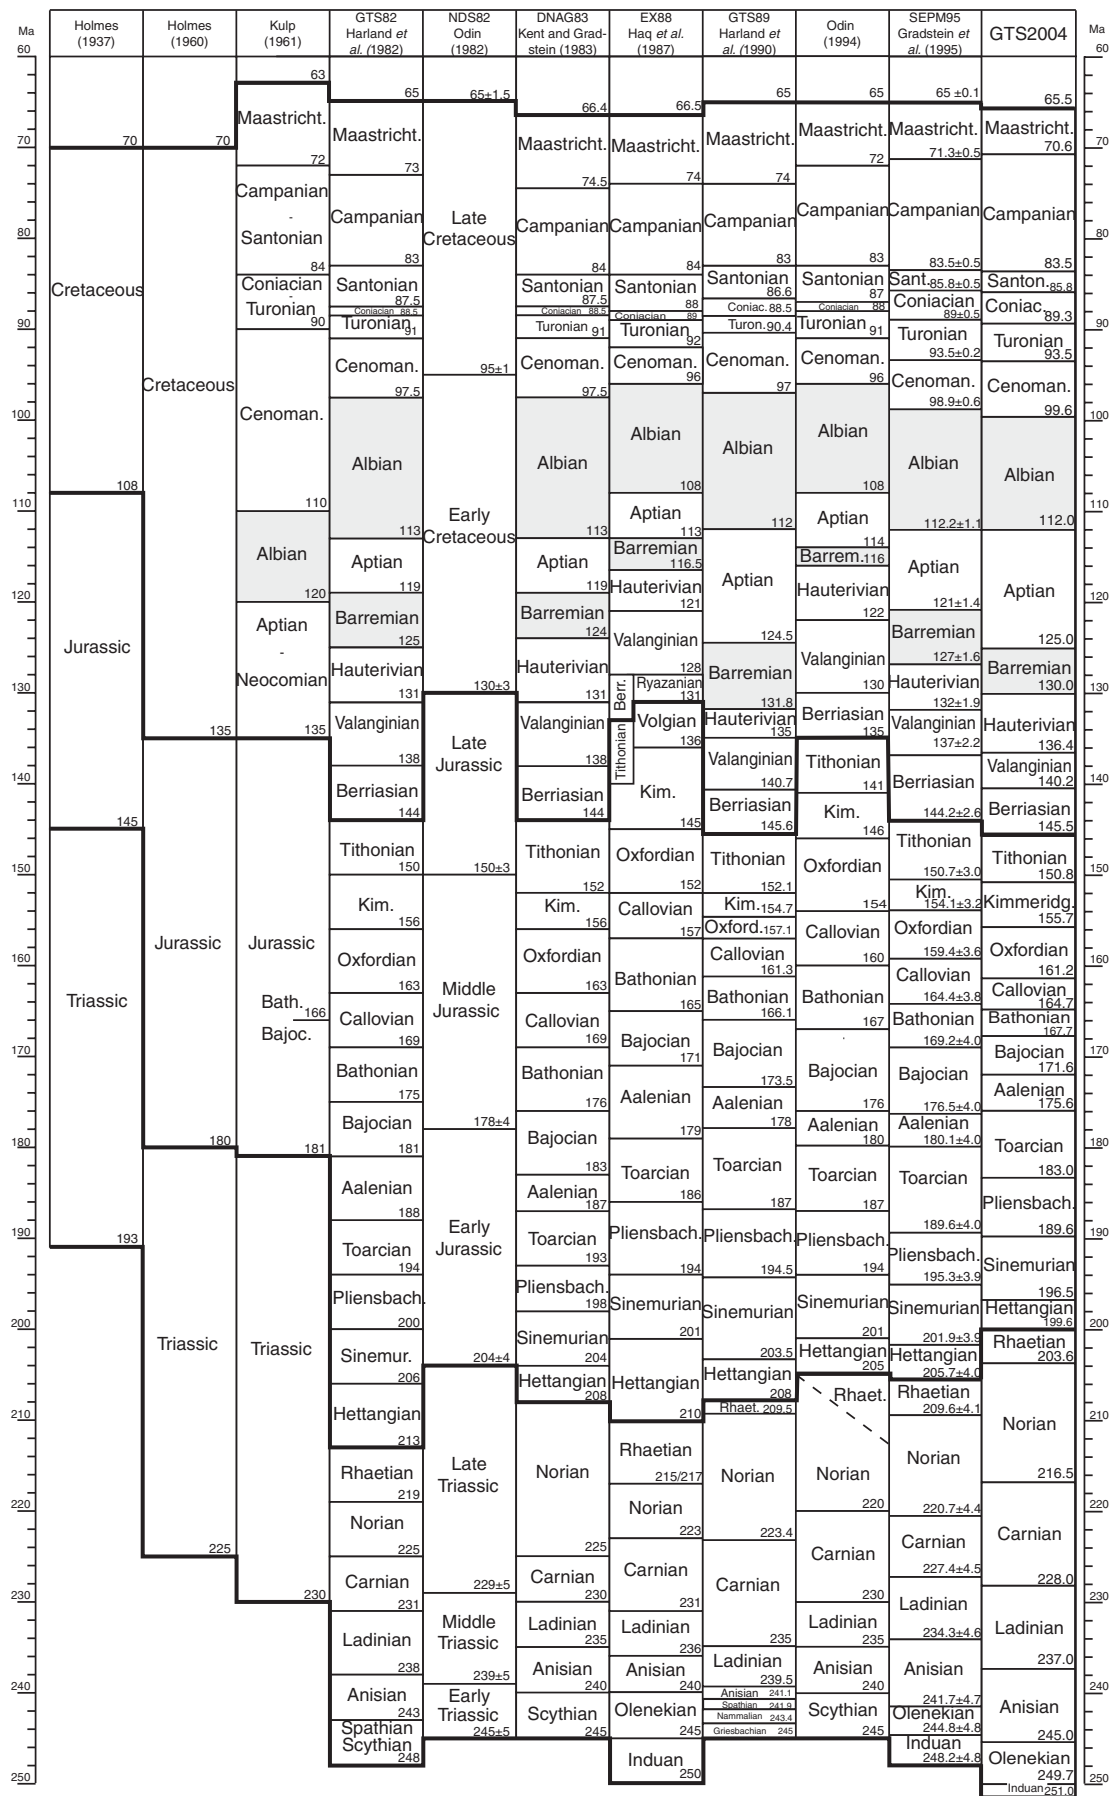 Ma
60
70
80
90
100
110
120
130
140
150
160
170
180
190
200
210
220
230
240
250
Holmes
(1937)
70
Cretaceous
108
Jurassic
145
Triassic
193
Holmes
(1960)
70
Cretaceous
135
Jurassic
180
Triassic
225
Kulp
(1961)
63
Maastricht.
72
Campanian
-
Santonian
84
Coniacian
-
Turonian
90
Cenoman.
110
Albian
120
Aptian
-
Neocomian
135
Jurassic
Bath.
166
Bajoc.
181
Triassic
230
GTS82
Harland et
al. (1982)
65
Maastricht.
73
Campanian
83
Santonian
87.5
Coniacian 88.5
Turonian
91
Cenoman.
97.5
Albian
113
Aptian
119
Barremian
125
Hauterivian
131
Valanginian
138
Berriasian
144
Tithonian
150
Kim.
156
Oxfordian
163
Callovian
169
Bathonian
175
Bajocian
181
Aalenian
188
Toarcian
194
Pliensbach.
200
Sinemur.
206
Hettangian
213
Rhaetian
219
Norian
225
Carnian
231
Ladinian
238
Anisian
243
Spathian
Scythian
248
NDS82
Odin
(1982)
65±1.5
Late
Cretaceous
95±1
Early
Cretaceous
130±3
Late
Jurassic
150±3
Middle
Jurassic
178±4
Early
Jurassic
204±4
Late
Triassic
229±5
Middle
Triassic
239±5
Early
Triassic
245±5
DNAG83
Kent and Grad-
stein (1983)
66.4
Maastricht.
74.5
Campanian
84
Santonian
87.5
Coniacian 88.5
Turonian 91
Cenoman.
97.5
Albian
113
Aptian
119
Barremian
124
Hauterivian
131
Valanginian
138
Berriasian
144
Tithonian
152
Kim.
156
Oxfordian
163
Callovian
169
Bathonian
176
Bajocian
183
Aalenian
187
Toarcian
193
Pliensbach.
198
Sinemurian
204
Hettangian
208
Norian
225
Carnian
230
Ladinian
235
Anisian
240
Scythian
245
EX88
Haq et al.
(1987)
66.5
Maastricht.
74
Campanian
84
Santonian
88
Coniacian 89
Turonian
92
Cenoman.
96
Albian
108
Aptian
113
Barremian
116.5
Hauterivian
121
Valanginian
128
Berr.
Ryazanian
131
Volgian
136
Tithonian
Kim.
145
Oxfordian
152
Callovian
157
Bathonian
165
Bajocian
171
Aalenian
179
Toarcian
186
Pliensbach.
194
Sinemurian
201
Hettangian
210
Rhaetian
215/217
Norian
223
Carnian
231
Ladinian
236
Anisian
240
Olenekian
245
Induan
250
GTS89
Harland et
al. (1990)
65
Maastricht.
74
Campanian
83
Santonian
86.6
Coniac. 88.5
Turon. 90.4
Cenoman.
97
Albian
112
Aptian
124.5
Barremian
131.8
Hauterivian
135
Valanginian
140.7
Berriasian
145.6
Tithonian
152.1
Kim. 154.7
Oxford. 157.1
Callovian
161.3
Bathonian
166.1
Bajocian
173.5
Aalenian
178
Toarcian
187
Pliensbach.
194.5
Sinemurian
203.5
Hettangian
208
Rhaet. 209.5
Norian
223.4
Carnian
235
Ladinian
239.5
Anisian 241.1
Spathian 241.9
Nammalian 243.4
Griesbachian 245
Odin
(1994)
65
Maastricht.
72
Campanian
83
Santonian
87
Coniacian 88
Turonian 91
Cenoman.
96
Albian
108
Aptian
114
Barrem. 116
Hauterivian
122
Valanginian
130
Berriasian
135
Tithonian
141
Kim.
146
Oxfordian
154
Callovian
160
Bathonian
167
Bajocian
176
Aalenian
180
Toarcian
187
Pliensbach.
194
Sinemurian
201
Hettangian
205
Rhaet.
Norian
220
Carnian
230
Ladinian
235
Anisian
240
Scythian
245
SEPM95
Gradstein et
al. (1995)
65 ±0.1
Maastricht.
71.3±0.5
Campanian
83.5±0.5
Sant. 85.8±0.5
Coniacian
89±0.5
Turonian
93.5±0.2
Cenoman.
98.9±0.6
Albian
112.2±1.1
Aptian
121±1.4
Barremian
127±1.6
Hauterivian
132±1.9
Valanginian
137±2.2
Berriasian
144.2±2.6
Tithonian
150.7±3.0
Kim.
154.1±3.2
Oxfordian
159.4±3.6
Callovian
164.4±3.8
Bathonian
169.2±4.0
Bajocian
176.5±4.0
Aalenian
180.1±4.0
Toarcian
189.6±4.0
Pliensbach.
195.3±3.9
Sinemurian
201.9±3.9
Hettangian
205.7±4.0
Rhaetian
209.6±4.1
Norian
220.7±4.4
Carnian
227.4±4.5
Ladinian
234.3±4.6
Anisian
241.7±4.7
Olenekian
244.8±4.8
Induan
248.2±4.8
GTS2004
65.5
Maastricht.
70.6
Campanian
83.5
Santon. 85.8
Coniac.
89.3
Turonian
93.5
Cenoman.
99.6
Albian
112.0
Aptian
125.0
Barremian
130.0
Hauterivian
136.4
Valanginian
140.2
Berriasian
145.5
Tithonian
150.8
Kimmeridg.
155.7
Oxfordian
161.2
Callovian
164.7
Bathonian
167.7
Bajocian
171.6
Aalenian
175.6
Toarcian
183.0
Pliensbach.
189.6
Sinemurian
196.5
Hettangian
199.6
Rhaetian
203.6
Norian
216.5
Carnian
228.0
Ladinian
237.0
Anisian
245.0
Olenekian
249.7
Induan 251.0
Ma
60
70
80
90
100
110
120
130
140
150
160
170
180
190
200
210
220
230
240
250